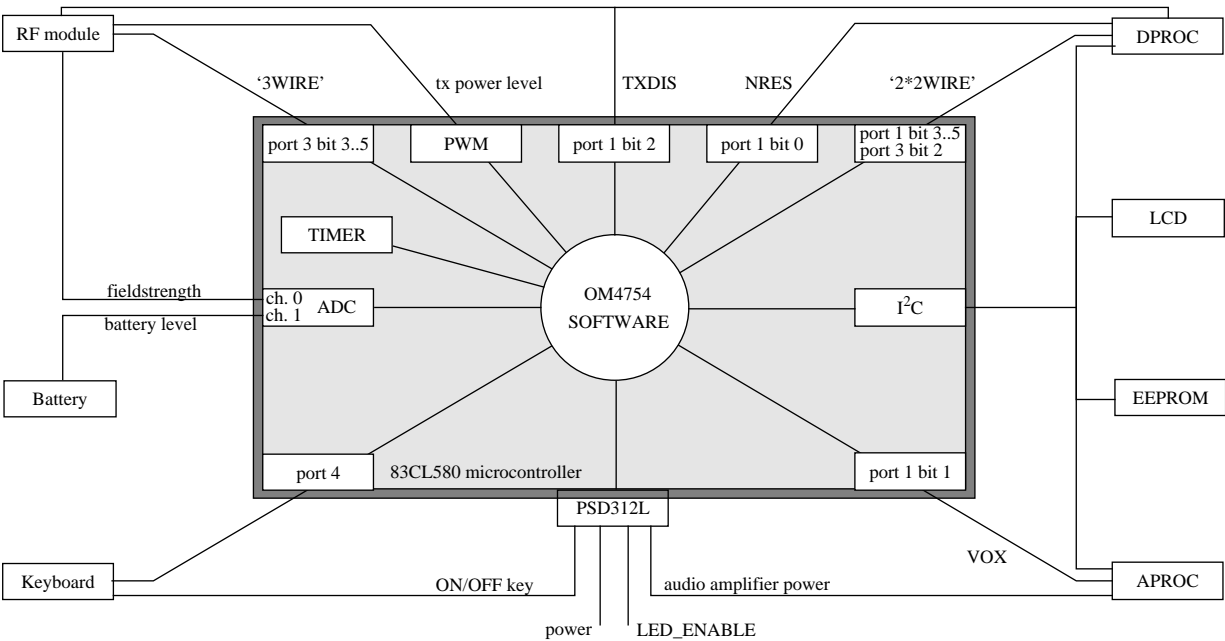 RF module
DPROC
‘3WIRE’
tx power level
TXDIS
NRES
‘2*2WIRE’
port 3 bit 3..5
PWM
port 1 bit 2
port 1 bit 0
port 1 bit 3..5
port 3 bit 2
TIMER
LCD
fieldstrength
ch. 0
ch. 1
ADC
OM4754
SOFTWARE
I²C
battery level
Battery
EEPROM
port 4
83CL580 microcontroller
port 1 bit 1
PSD312L
VOX
Keyboard
ON/OFF key
audio amplifier power
APROC
power
LED_ENABLE